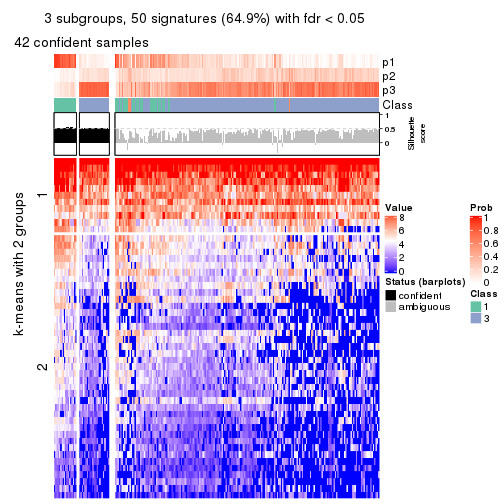 3 subgroups, 50 signatures (64.9%) with fdr < 0.05
42 confident samples
p1
p2
p3
Class
1
0.5
0
Silhouette
score
k-means with 2 groups
1
2
Value
8
6
4
2
0
Prob
1
0.8
0.6
0.4
0.2
0
Status (barplots)
confident
ambiguous
Class
1
3